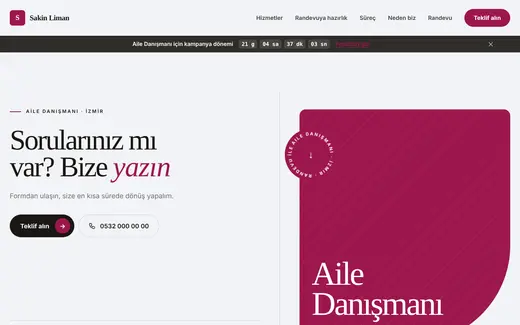 S Sakin Liman
Hizmetler Randevuya hazırlık Süreç Neden biz Randevu Teklif alın
Aile Danışmanı için kampanya dönemi 21 g 04 sa 37 dk 03 sn
AİLE DANIŞMANI · İZMİR
Sorularınız mı
var? Bize yazın
Formdan ulaşın, size en kısa sürede dönüş yapalım.
Teklif alın → 0532 000 00 00
AİLE DANIŞMANI · İZMİR · RANDEVU
Aile
Danışmanı